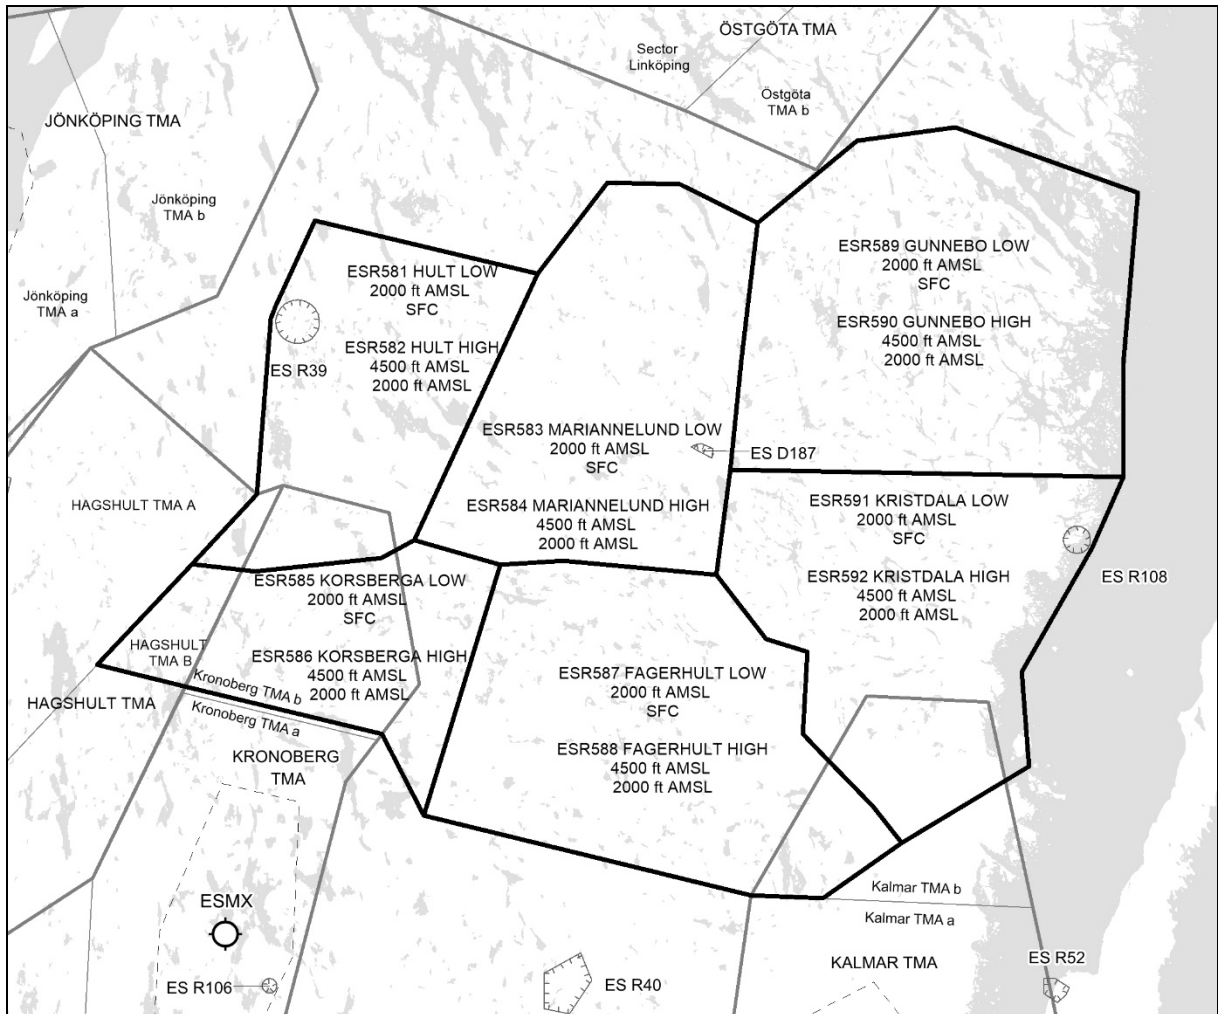 ÖSTGÖTA TMA
Sector
Linköping
Östgöta
TMA b
JÖNKÖPING TMA
Jönköping
TMA b
Jönköping
TMA a
ESR581 HULT LOW
2000 ft AMSL
SFC
ESR582 HULT HIGH
4500 ft AMSL
2000 ft AMSL
ES R39
ESR589 GUNNEBO LOW
2000 ft AMSL
SFC
ESR590 GUNNEBO HIGH
4500 ft AMSL
2000 ft AMSL
ESR583 MARIANNELUND LOW
2000 ft AMSL
SFC
ES D187
ESR584 MARIANNELUND HIGH
4500 ft AMSL
2000 ft AMSL
HAGSHULT TMA A
ESR591 KRISTDALA LOW
2000 ft AMSL
SFC
ESR592 KRISTDALA HIGH
4500 ft AMSL
2000 ft AMSL
ES R108
ESR585 KORSBERGA LOW
2000 ft AMSL
SFC
ESR586 KORSBERGA HIGH
4500 ft AMSL
2000 ft AMSL
HAGSHULT
TMA B
Kronoberg TMA b
Kronoberg TMA a
HAGSHULT TMA
KRONOBERG
TMA
ESR587 FAGERHULT LOW
2000 ft AMSL
SFC
ESR588 FAGERHULT HIGH
4500 ft AMSL
2000 ft AMSL
Kalmar TMA b
Kalmar TMA a
ESMX
KALMAR TMA
ES R52
ES R106
ES R40